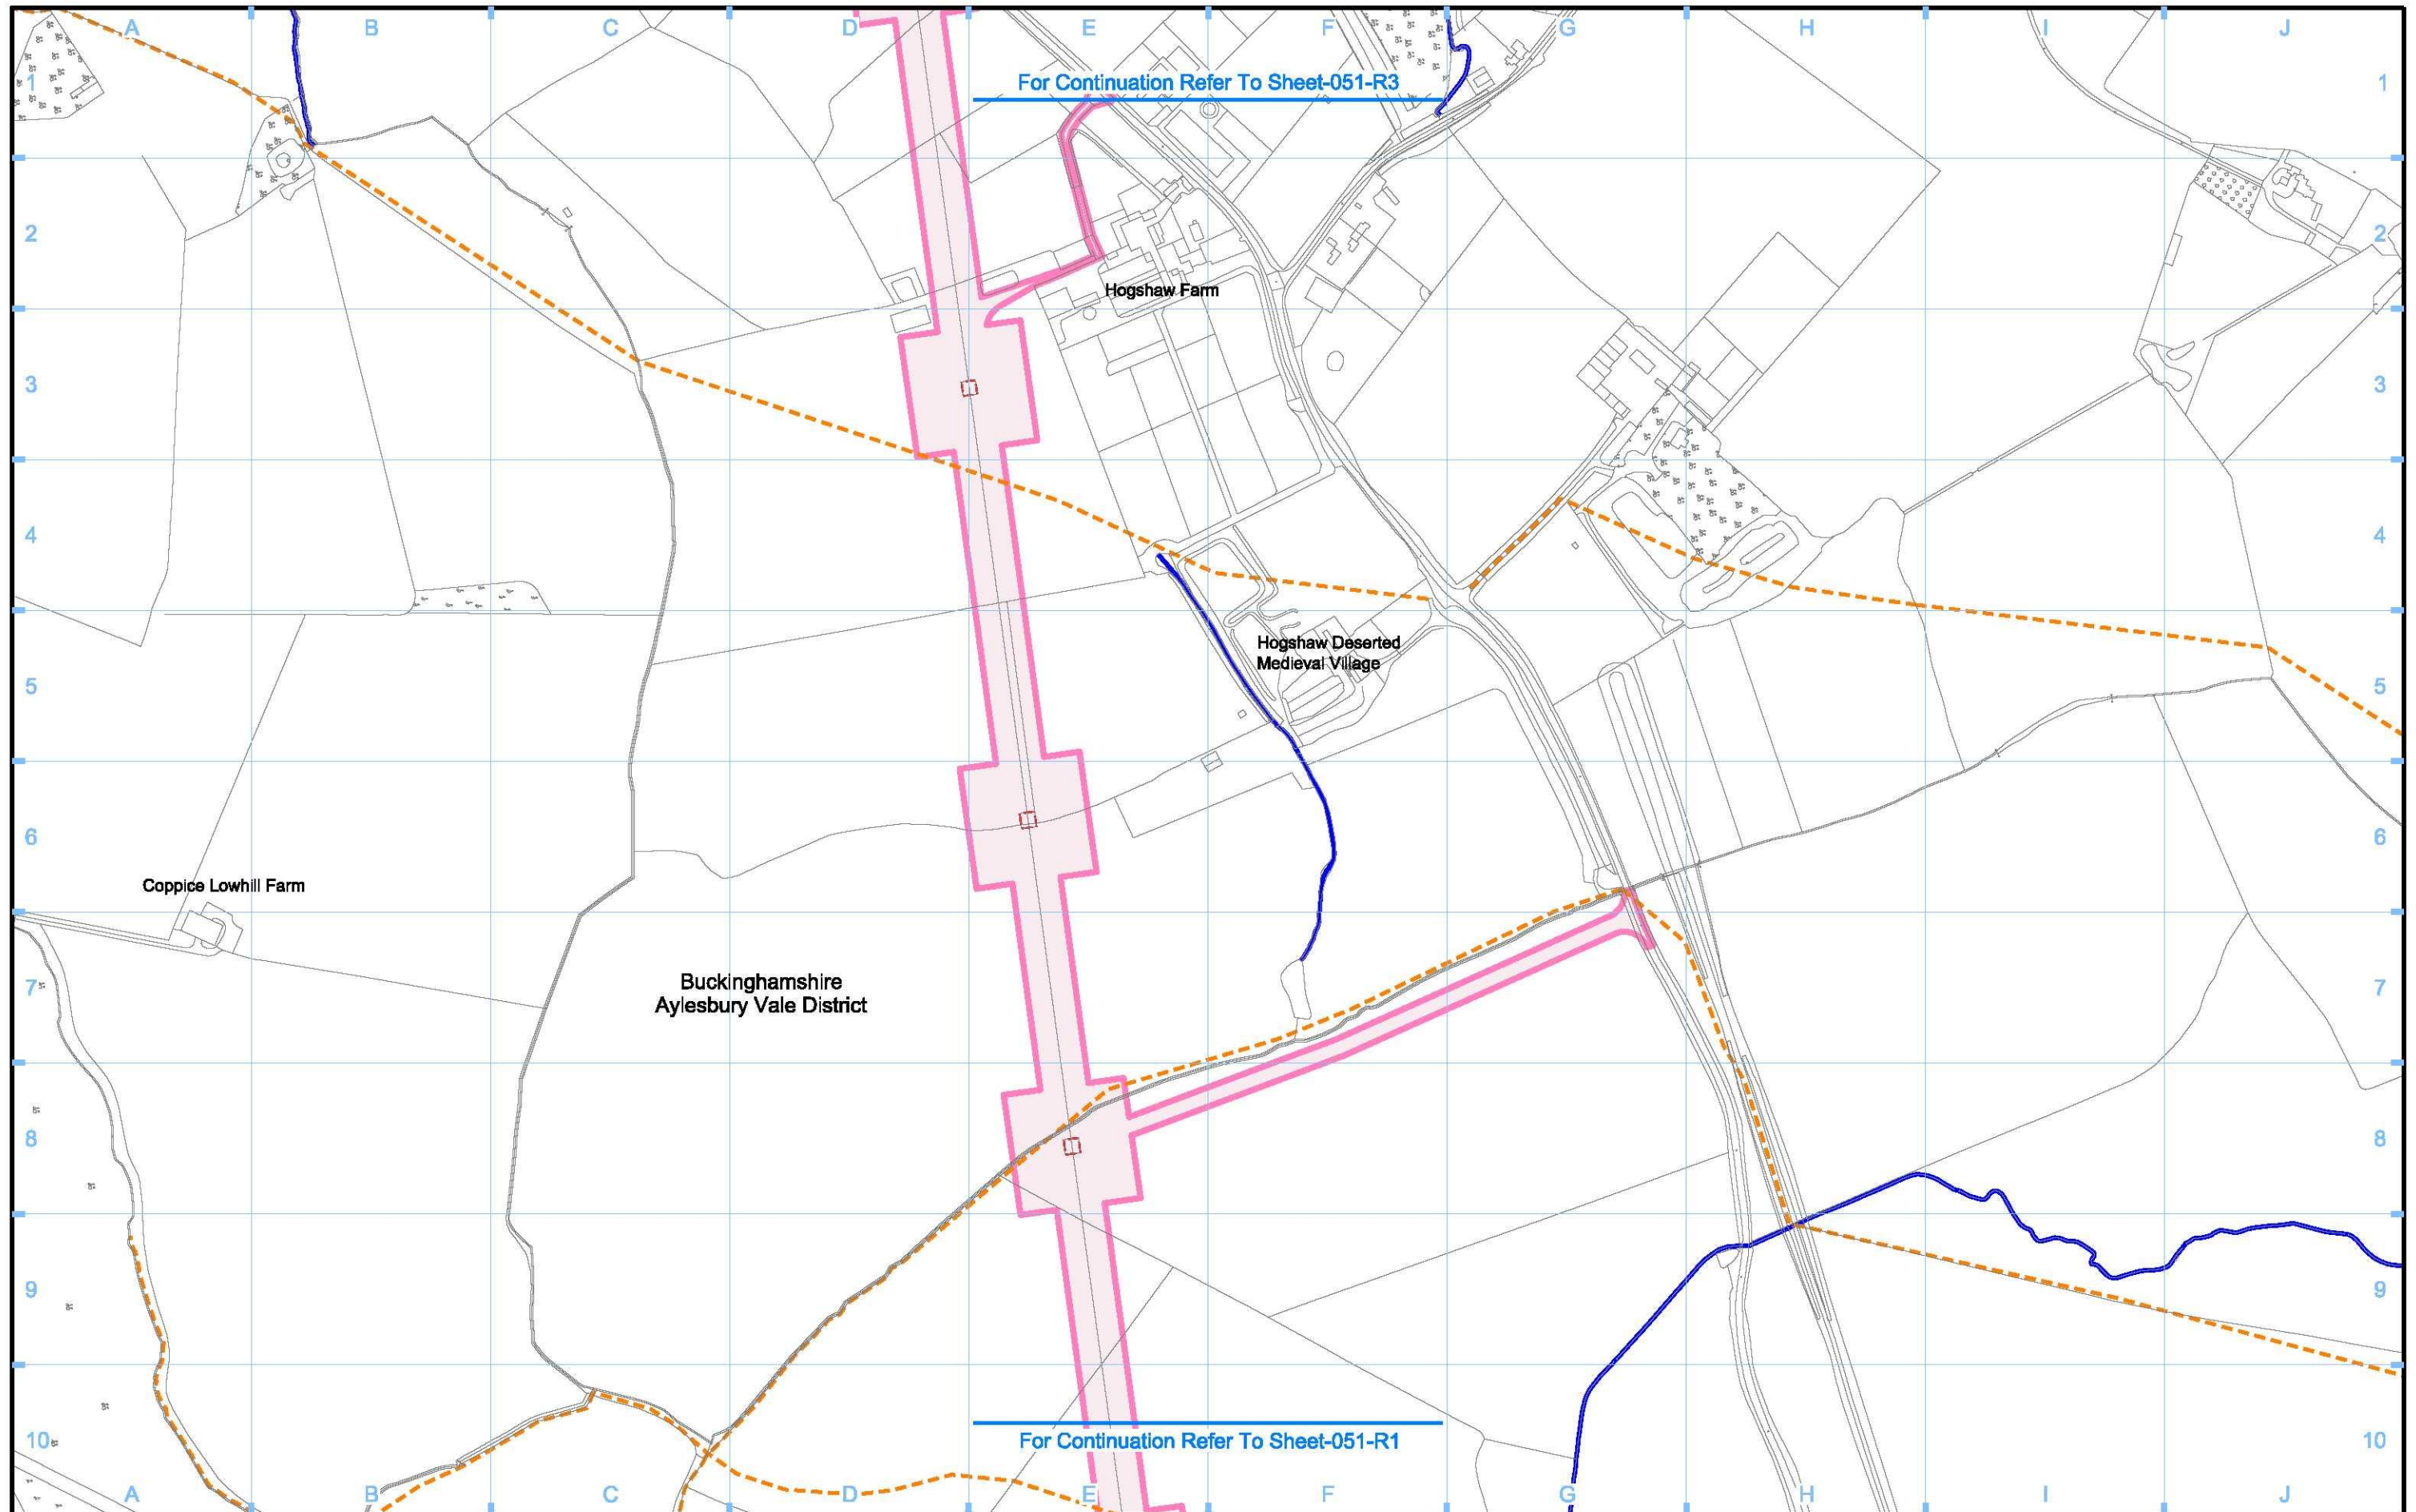 A B C D E F G H I J
1 For Continuation Refer To Sheet-051-R3 1
2 2
Hogshaw Farm
3 3
4 4
Hogshaw Deserted
Medieval Village
5 5
6 6
Coppice Lowhill Farm
Buckinghamshire
Aylesbury Vale District
7 7
8 8
9 9
10 For Continuation Refer To Sheet-051-R1 10
A B C D E F G H I J